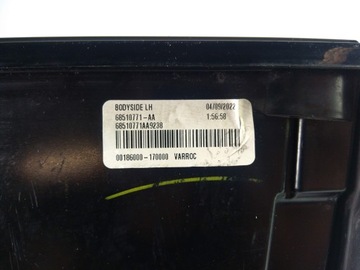 BODYSIDE LH 04/09/2022
68510771-AA 1:56:58
68510771AA9238
00186000-170000 VARROC